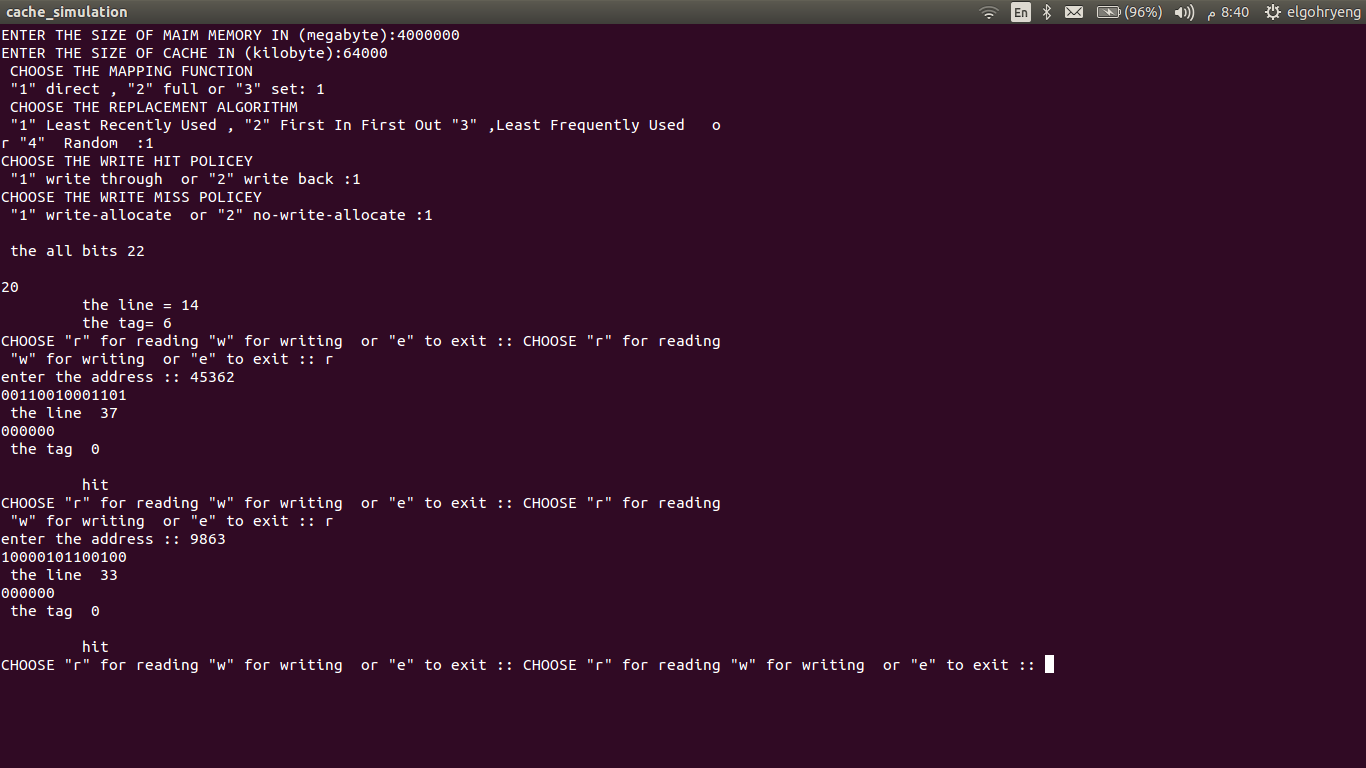 cache_simulation
En (96%) م 8:40 elgohryeng
ENTER THE SIZE OF MAIM MEMORY IN (megabyte):4000000
ENTER THE SIZE OF CACHE IN (kilobyte):64000
CHOOSE THE MAPPING FUNCTION
"1" direct , "2" full or "3" set: 1
CHOOSE THE REPLACEMENT ALGORITHM
"1" Least Recently Used , "2" First In First Out "3" ,Least Frequently Used   o
r "4"  Random  :1
CHOOSE THE WRITE HIT POLICEY
"1" write through  or "2" write back :1
CHOOSE THE WRITE MISS POLICEY
"1" write-allocate  or "2" no-write-allocate :1
the all bits 22
20
the line = 14
the tag= 6
CHOOSE "r" for reading "w" for writing  or "e" to exit :: CHOOSE "r" for reading
"w" for writing  or "e" to exit :: r
enter the address :: 45362
00110010001101
the line  37
000000
the tag  0
hit
CHOOSE "r" for reading "w" for writing  or "e" to exit :: CHOOSE "r" for reading
"w" for writing  or "e" to exit :: r
enter the address :: 9863
10000101100100
the line  33
000000
the tag  0
hit
CHOOSE "r" for reading "w" for writing  or "e" to exit :: CHOOSE "r" for reading "w" for writing  or "e" to exit ::